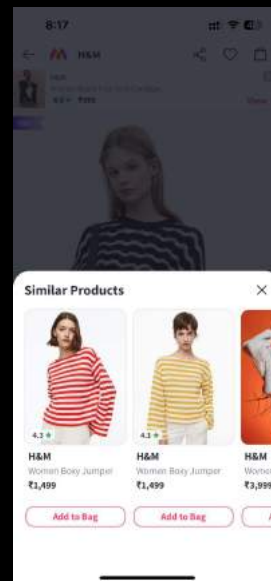 8:17
H&M
H&M
Similar Products
4.3
4.3
H&M
Women Boxy Jumper
₹1,499
Add to Bag
H&M
Women Boxy Jumper
₹1,499
Add to Bag
H&M
₹3,999